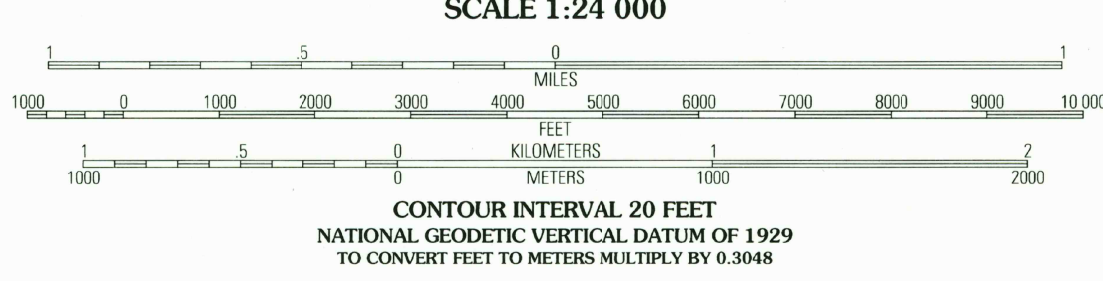 SCALE 1:24 000
1 .5 0 1
MILES
1000 0 1000 2000 3000 4000 5000 6000 7000 8000 9000 10 000
FEET
1 .5 0 KILOMETERS 1 2
1000 0 METERS 1000 2000
CONTOUR INTERVAL 20 FEET
NATIONAL GEODETIC VERTICAL DATUM OF 1929
TO CONVERT FEET TO METERS MULTIPLY BY 0.3048